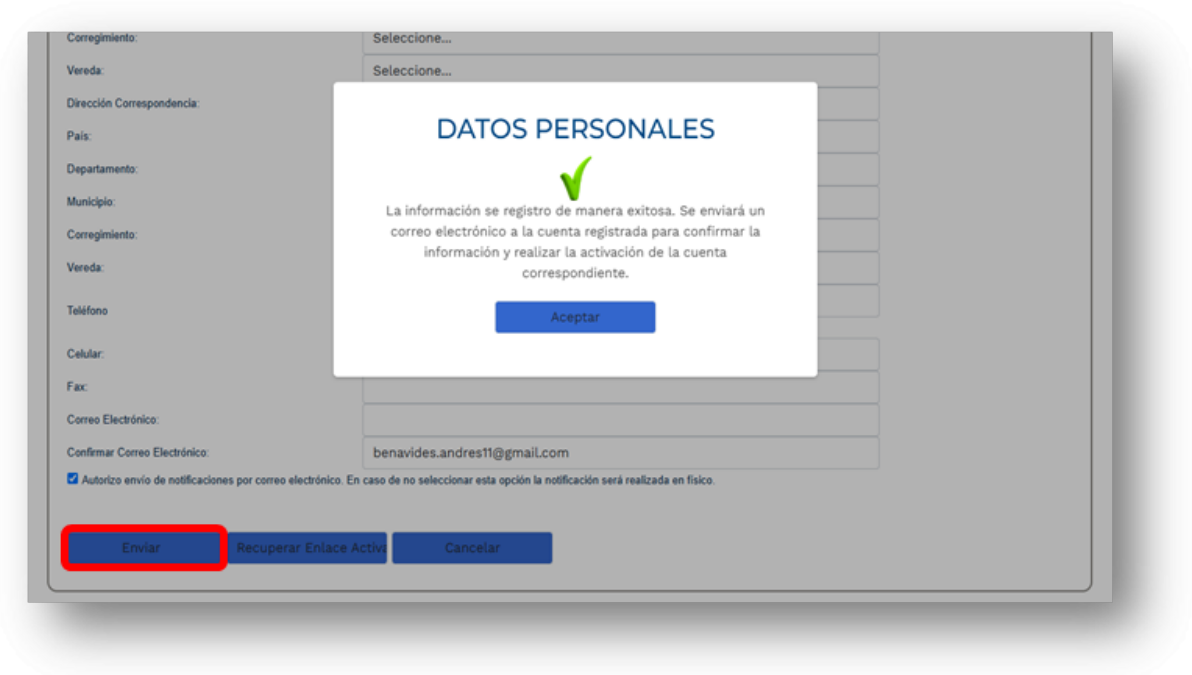 Corregimiento:
Seleccione...
Vereda:
Seleccione...
Dirección Correspondencia:
País:
Departamento:
Municipio:
Corregimiento:
Vereda:
Teléfono
Celular:
Fax:
Correo Electrónico:
Confirmar Correo Electrónico:
benavides.andres11@gmail.com
Autorizo envío de notificaciones por correo electrónico. En caso de no seleccionar esta opción la notificación será realizada en físico.
Enviar
Recuperar Enlace Activa
Cancelar
DATOS PERSONALES
La información se registro de manera exitosa. Se enviará un
correo electrónico a la cuenta registrada para confirmar la
información y realizar la activación de la cuenta
correspondiente.
Aceptar